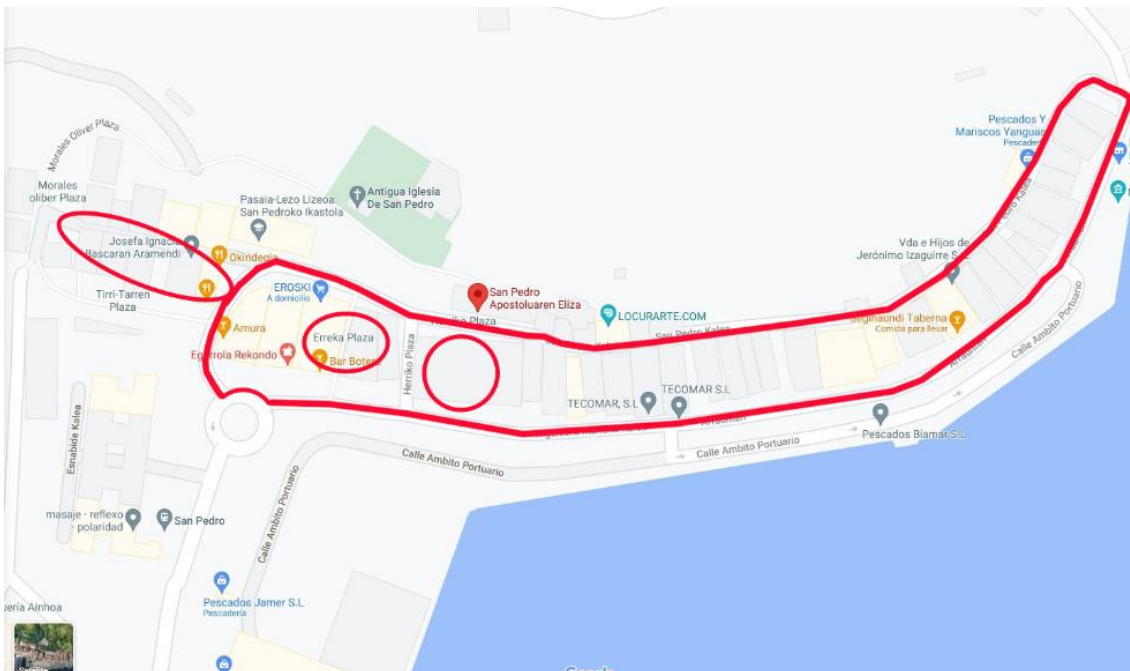 Morales Oliver Plaza
Morales
oliber Plaza
Pasaia-Lezo Lizeoa:
San Pedroko Ikastola
Antigua Iglesia
De San Pedro
Pescados Y
Mariscos Yanguas
Pescadería
Josefa Ignacia
Bascaran Aramendi
Okindegia
Tirri-Tarren
Plaza
EROSKI
A domicilio
San Pedro
Apostoluaren Eliza
Herriko Plaza
LOCURARTE.COM
San Pedro Kalea
Vda e Hijos de
Jerónimo Izaguirre S.L
Beginaundi Taberna
Comida para llevar
Amura
Erreka Plaza
Rekondo
Bar Botero
Herriko Plaza
TECOMAR, S.L
TECOMAR S.L
Arraunlari
Calle Ambito Portuario
Pescados Biamar S.L
Calle Ambito Portuario
Calle Ambito Portuario
Calle Ambito Portuario
Esnabide Kalea
masaje - reflexo
- polaridad
San Pedro
Pescados Jamer S.L
Pescadería
uería Ainhoa